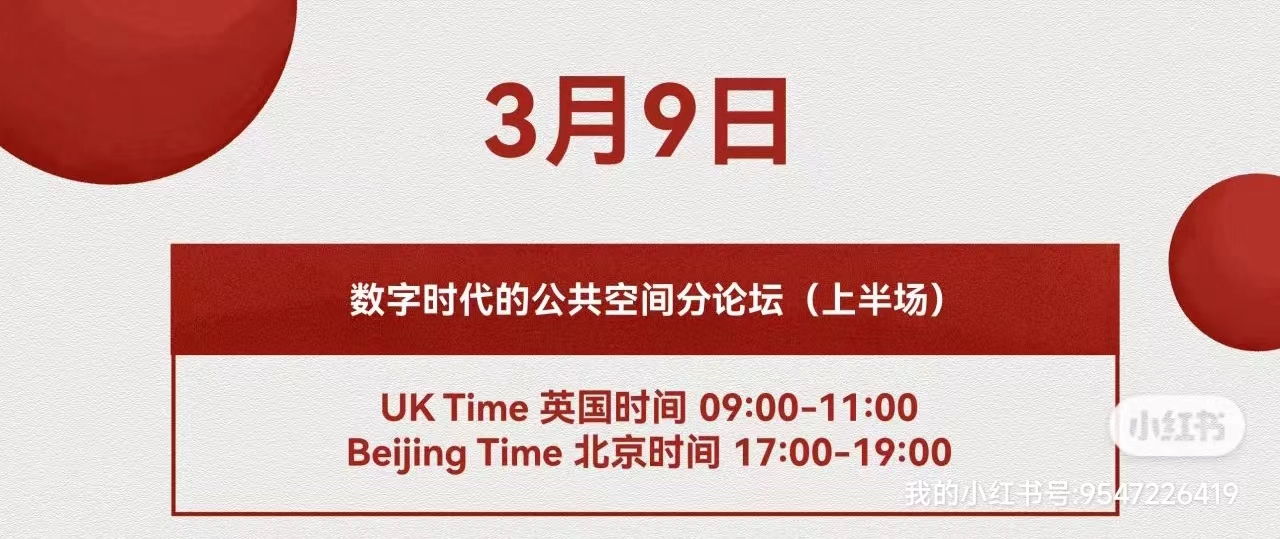 3月9日
数字时代的公共空间分论坛（上半场）
UK Time 英国时间 09:00-11:00
Beijing Time 北京时间 17:00-19:00
小红书
我的小红书号:9547226419